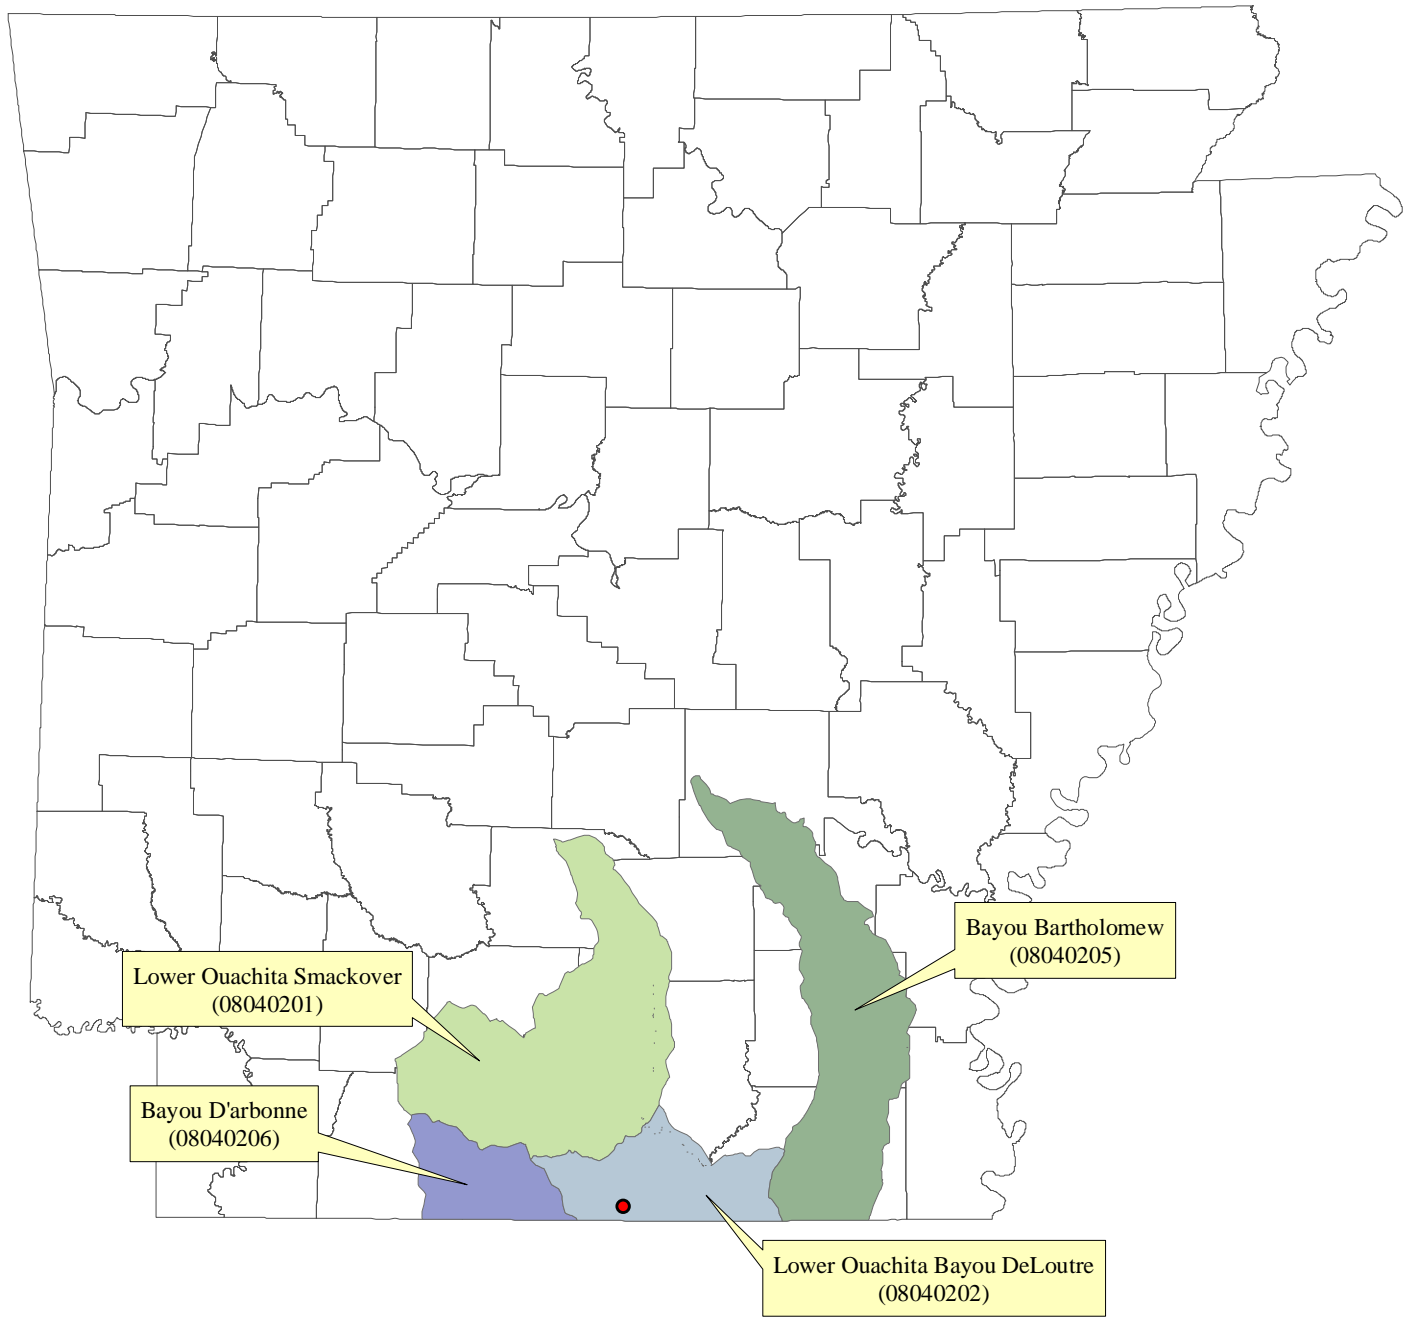 Bayou Bartholomew
(08040205)
Lower Ouachita Smackover
(08040201)
Bayou D'arbonne
(08040206)
Lower Ouachita Bayou DeLoutre
(08040202)